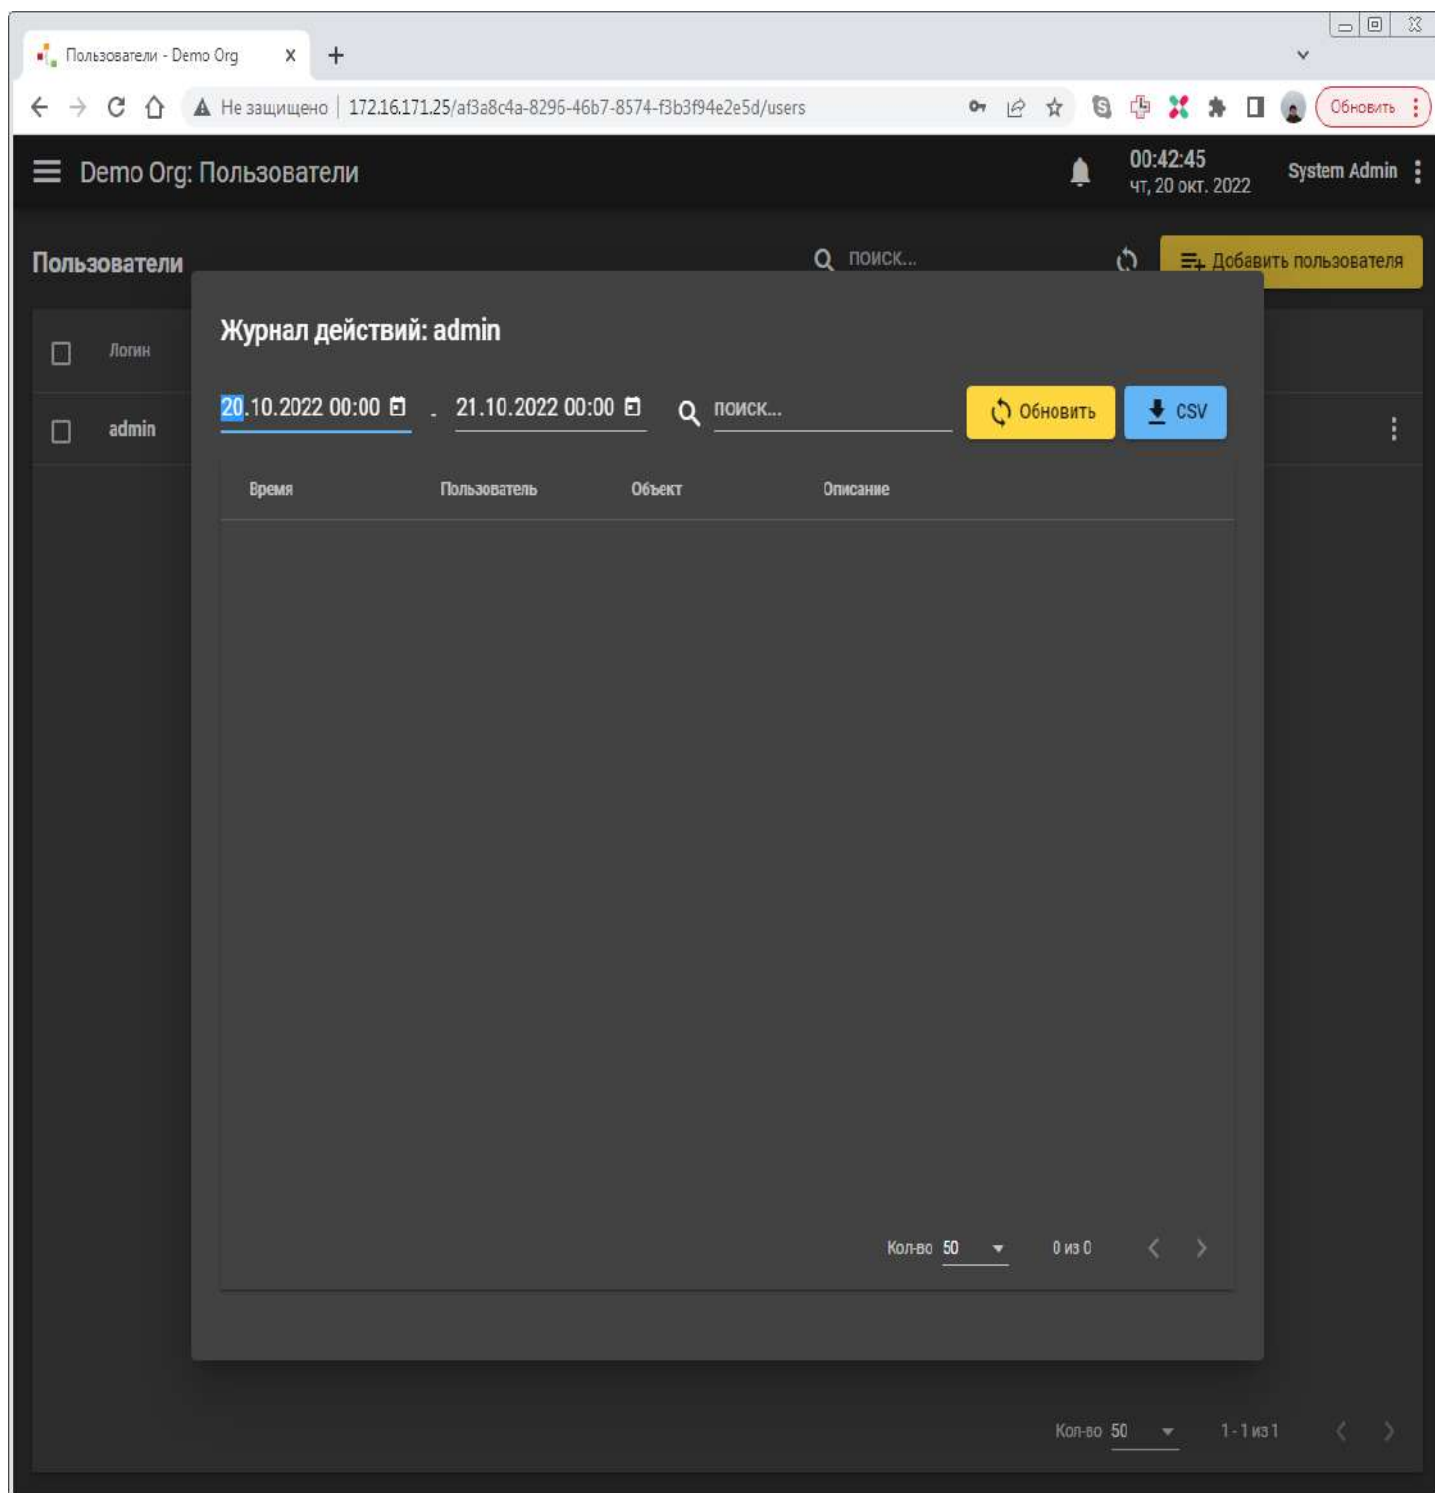 Пользователи - Demo Org
Не защищено | 172.16.171.25/af3a8c4a-8296-46b7-8574-f3b3f94e2e5d/users
Обновить
Demo Org: Пользователи
00:42:45
чт, 20 окт. 2022
System Admin
Пользователи
поиск...
Добавить пользователя
Логин
admin
Журнал действий: admin
20.10.2022 00:00 - 21.10.2022 00:00
поиск...
Обновить
CSV
Время Пользователь Объект Описание
Кол-во 50 0 из 0
Кол-во 50 1 - 1 из 1